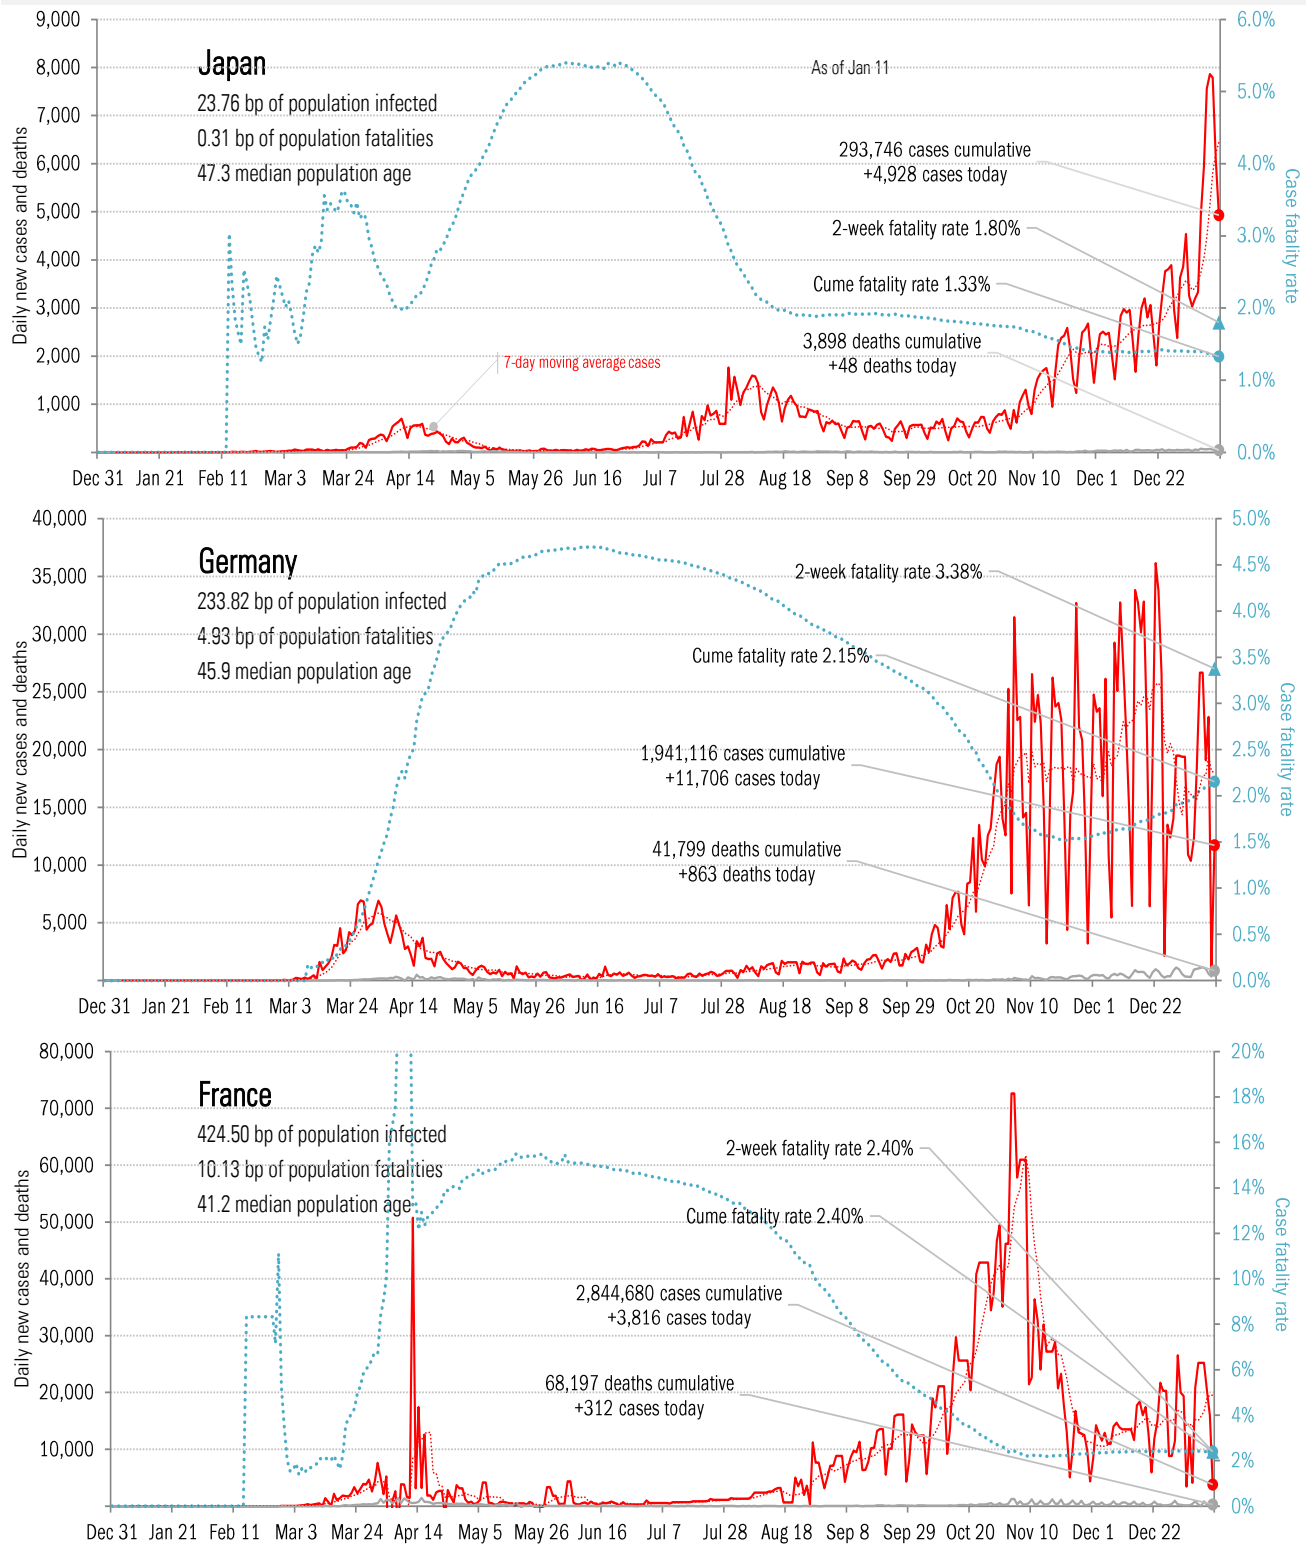 9,000
8,000
7,000
6,000
5,000
4,000
3,000
2,000
1,000
Daily new cases and deaths
Japan
23.76 bp of population infected
0.31 bp of population fatalities
47.3 median population age
As of Jan 11
293,746 cases cumulative
+4,928 cases today
2-week fatality rate 1.80%
Cume fatality rate 1.33%
3,898 deaths cumulative
+48 deaths today
7-day moving average cases
6.0%
5.0%
4.0%
3.0%
2.0%
1.0%
0.0%
Case fatality rate
Dec 31 Jan 21 Feb 11 Mar 3 Mar 24 Apr 14 May 5 May 26 Jun 16 Jul 7 Jul 28 Aug 18 Sep 8 Sep 29 Oct 20 Nov 10 Dec 1 Dec 22
40,000
35,000
30,000
25,000
20,000
15,000
10,000
5,000
Daily new cases and deaths
Germany
233.82 bp of population infected
4.93 bp of population fatalities
45.9 median population age
2-week fatality rate 3.38%
Cume fatality rate 2.15%
1,941,116 cases cumulative
+11,706 cases today
41,799 deaths cumulative
+863 deaths today
5.0%
4.5%
4.0%
3.5%
3.0%
2.5%
2.0%
1.5%
1.0%
0.5%
0.0%
Case fatality rate
Dec 31 Jan 21 Feb 11 Mar 3 Mar 24 Apr 14 May 5 May 26 Jun 16 Jul 7 Jul 28 Aug 18 Sep 8 Sep 29 Oct 20 Nov 10 Dec 1 Dec 22
80,000
70,000
60,000
50,000
40,000
30,000
20,000
10,000
Daily new cases and deaths
France
424.50 bp of population infected
10.13 bp of population fatalities
41.2 median population age
2-week fatality rate 2.40%
Cume fatality rate 2.40%
2,844,680 cases cumulative
+3,816 cases today
68,197 deaths cumulative
+312 cases today
20%
18%
16%
14%
12%
10%
8%
6%
4%
2%
0%
Case fatality rate
Dec 31 Jan 21 Feb 11 Mar 3 Mar 24 Apr 14 May 5 May 26 Jun 16 Jul 7 Jul 28 Aug 18 Sep 8 Sep 29 Oct 20 Nov 10 Dec 1 Dec 22